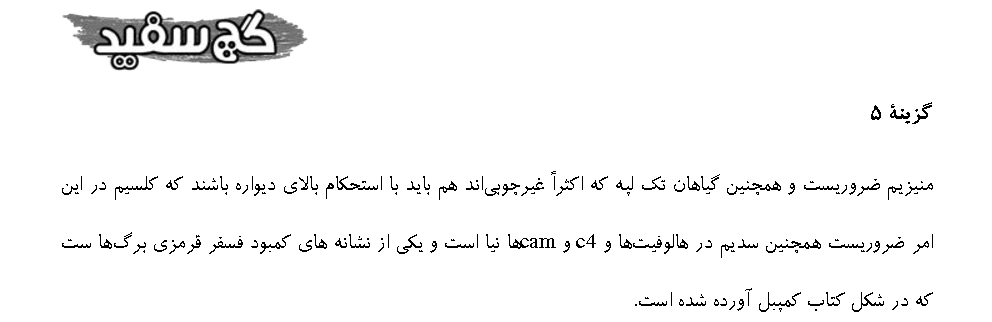 گچ سفید
گزینهٔ ۵
منیزیم ضروریست و همچنین گیاهان تک لپه که اکثراً غیرچوبی‌اند هم باید با استحکام بالای دیواره باشند که کلسیم در این
امر ضروریست همچنین سدیم در هالوفیت‌ها و c4 و camها نیا است و یکی از نشانه های کمبود فسفر قرمزی برگ‌ها ست
که در شکل کتاب کمپبل آورده شده است.